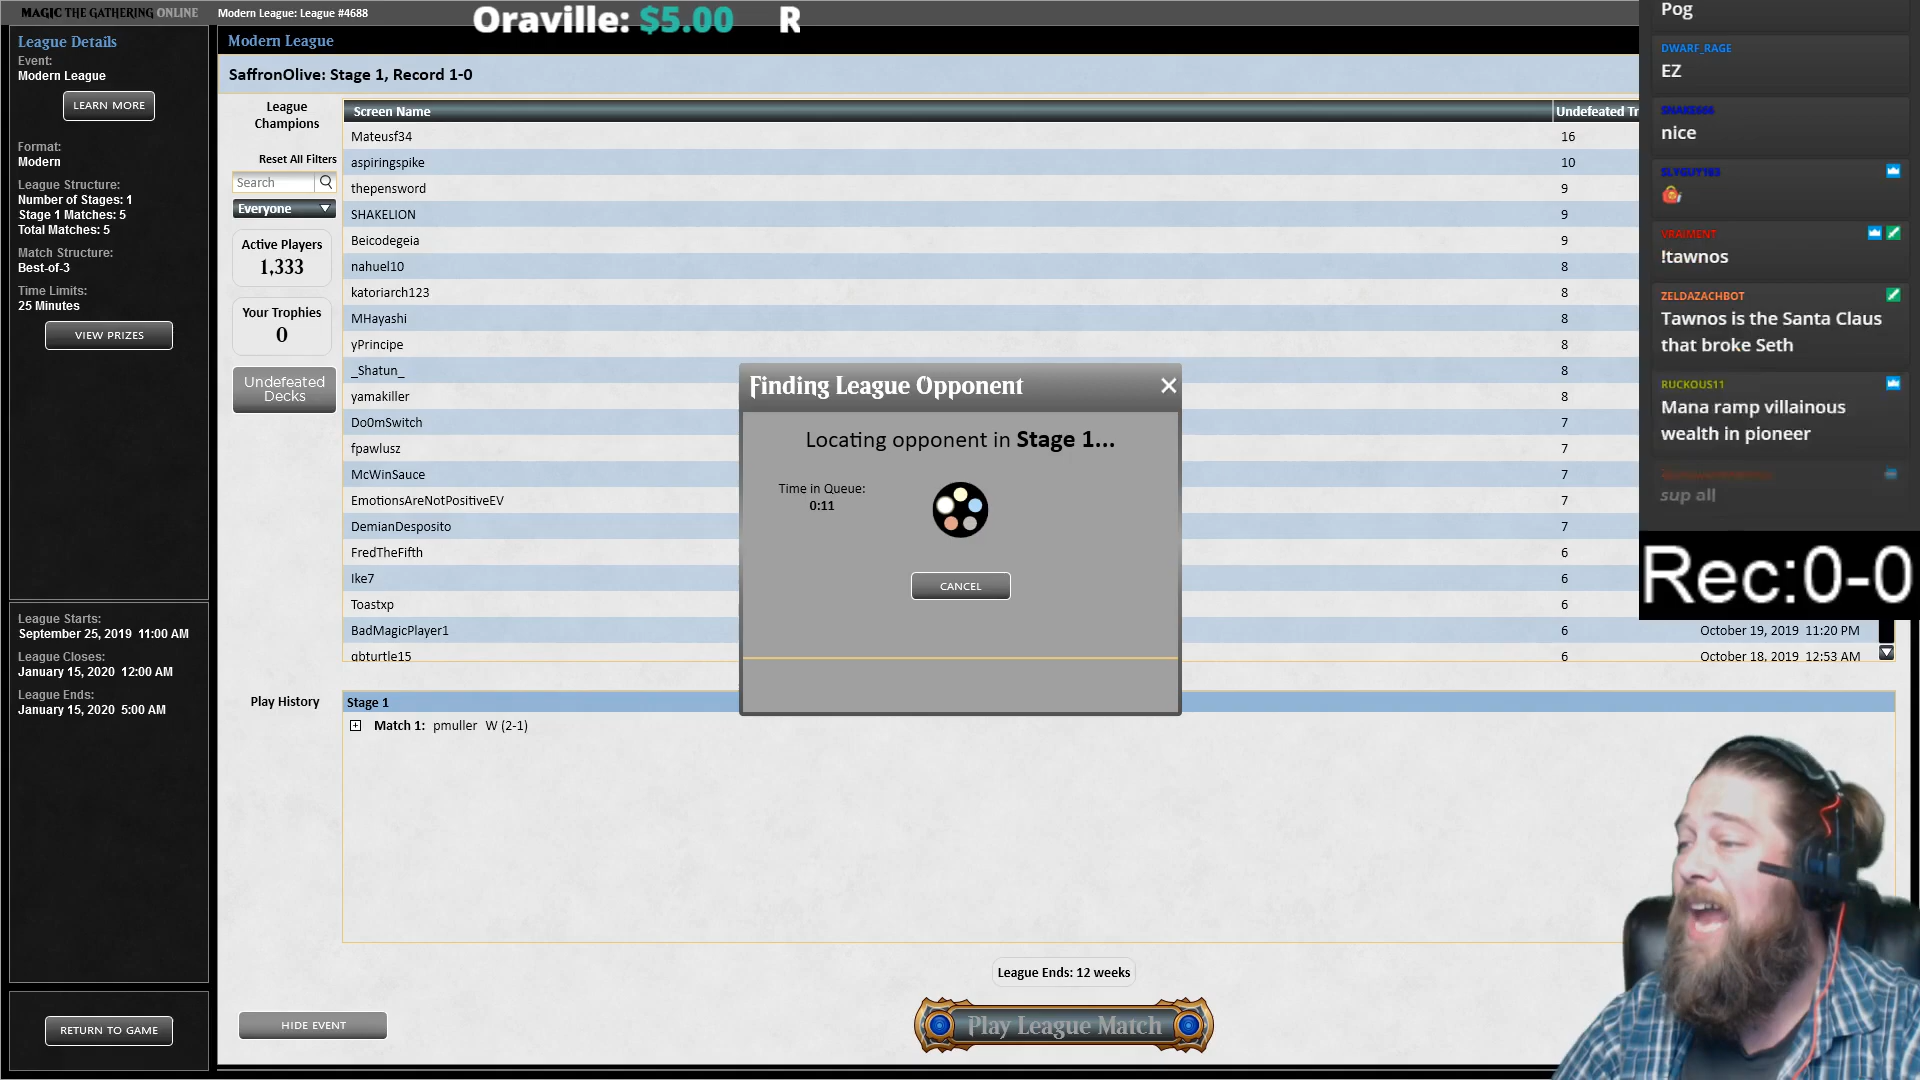 MAGIC THE GATHERING ONLINE
Modern League: League #4688
Oraville: $5.00 R
League Details
Event:
Modern League
LEARN MORE
Format:
Modern
League Structure:
Number of Stages: 1
Stage 1 Matches: 5
Total Matches: 5
Match Structure:
Best-of-3
Time Limits:
25 Minutes
VIEW PRIZES
League Starts:
September 25, 2019 11:00 AM
League Closes:
January 15, 2020 12:00 AM
League Ends:
January 15, 2020 5:00 AM
RETURN TO GAME
Modern League
SaffronOlive: Stage 1, Record 1-0
League
Champions
Reset All Filters
Search
Everyone
Active Players
1,333
Your Trophies
0
Undefeated
Decks
Screen Name Undefeated Tr
Mateusf34 16
aspiringspike 10
thepensword 9
SHAKELION 9
Beicodegeia 9
nahuel10 8
katoriarch123 8
MHayashi 8
yPrincipe 8
_Shatun_ 8
yamakiller 8
Do0mSwitch 7
fpawlusz 7
McWinSauce 7
EmotionsAreNotPositiveEV 7
DemianDesposito 7
FredTheFifth 6
Ike7 6
Toastxp 6
BadMagicPlayer1 6 October 19, 2019 11:20 PM
qbturtle15 6 October 18, 2019 12:53 AM
Finding League Opponent
Locating opponent in Stage 1...
Time in Queue:
0:11
CANCEL
Play History
Stage 1
Match 1: pmuller W (2-1)
League Ends: 12 weeks
HIDE EVENT
Play League Match
Pog
DWARF_RAGE
EZ
SNAKE666
nice
SLYGUY183
VRAIMENT
!tawnos
ZELDAZACHBOT
Tawnos is the Santa Claus
that broke Seth
RUCKOUS11
Mana ramp villainous
wealth in pioneer
sup all
Rec:0-0